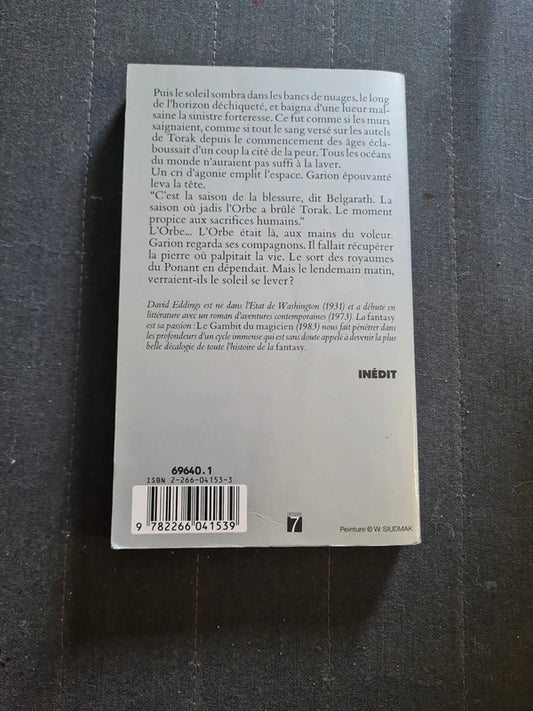 Puis le soleil sombra dans les bancs de nuages, le long
de l'horizon déchiqueté, et baigna d'une lueur mal-
saine la sinistre forteresse. Ce fut comme si les murs
saignaient, comme si tout le sang versé sur les autels
de Torak depuis le commencement des âges écla-
boussait d'un coup la cité de la peur. Tous les océans
du monde n'auraient pas suffi à la laver.
Un cri d'agonie emplit l'espace. Garion épouvanté
leva la tête.
"C'est la saison de la blessure, dit Belgarath. La
saison où jadis l'Orbe a brûlé Torak. Le moment
propice aux sacrifices humains."
L'Orbe... L'Orbe était là, aux mains du voleur.
Garion regarda ses compagnons. Il fallait récupérer
la pierre où palpitait la vie. Le sort des royaumes
du Ponant en dépendait. Mais le lendemain matin,
verraient-ils le soleil se lever ?
David Eddings est né dans l'Etat de Washington (1931) et a débuté en
littérature avec un roman d'aventures contemporaines (1973). La fantasy
est sa passion : Le Gambit du magicien (1983) nous fait pénétrer dans
les profondeurs d'un cycle immense qui est sans doute appelé à devenir la plus
belle décalogie de toute l'histoire de la fantasy.
INÉDIT
69640.1
ISBN 2-266-04153-3
9 782266 041539
CATÉGORIE
7
Peinture © W. SIUDMAK